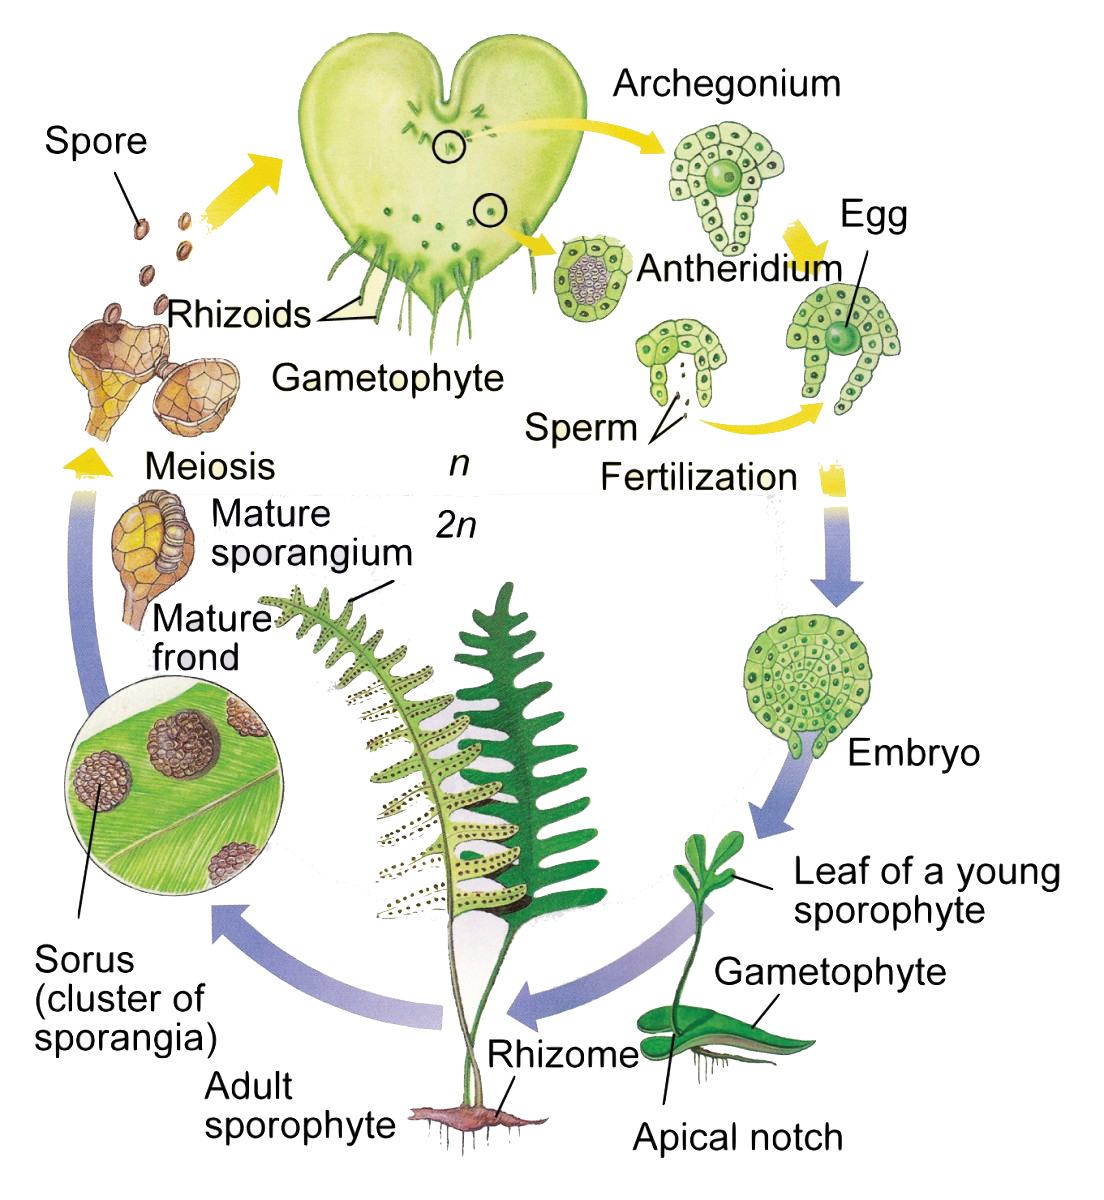 Archegonium
Spore
Egg
Antheridium
Rhizoids
Gametophyte
Sperm
Meiosis
n
Fertilization
2n
Mature
sporangium
Mature
frond
Embryo
Leaf of a young
sporophyte
Sorus
(cluster of
sporangia)
Gametophyte
Rhizome
Adult
sporophyte
Apical notch